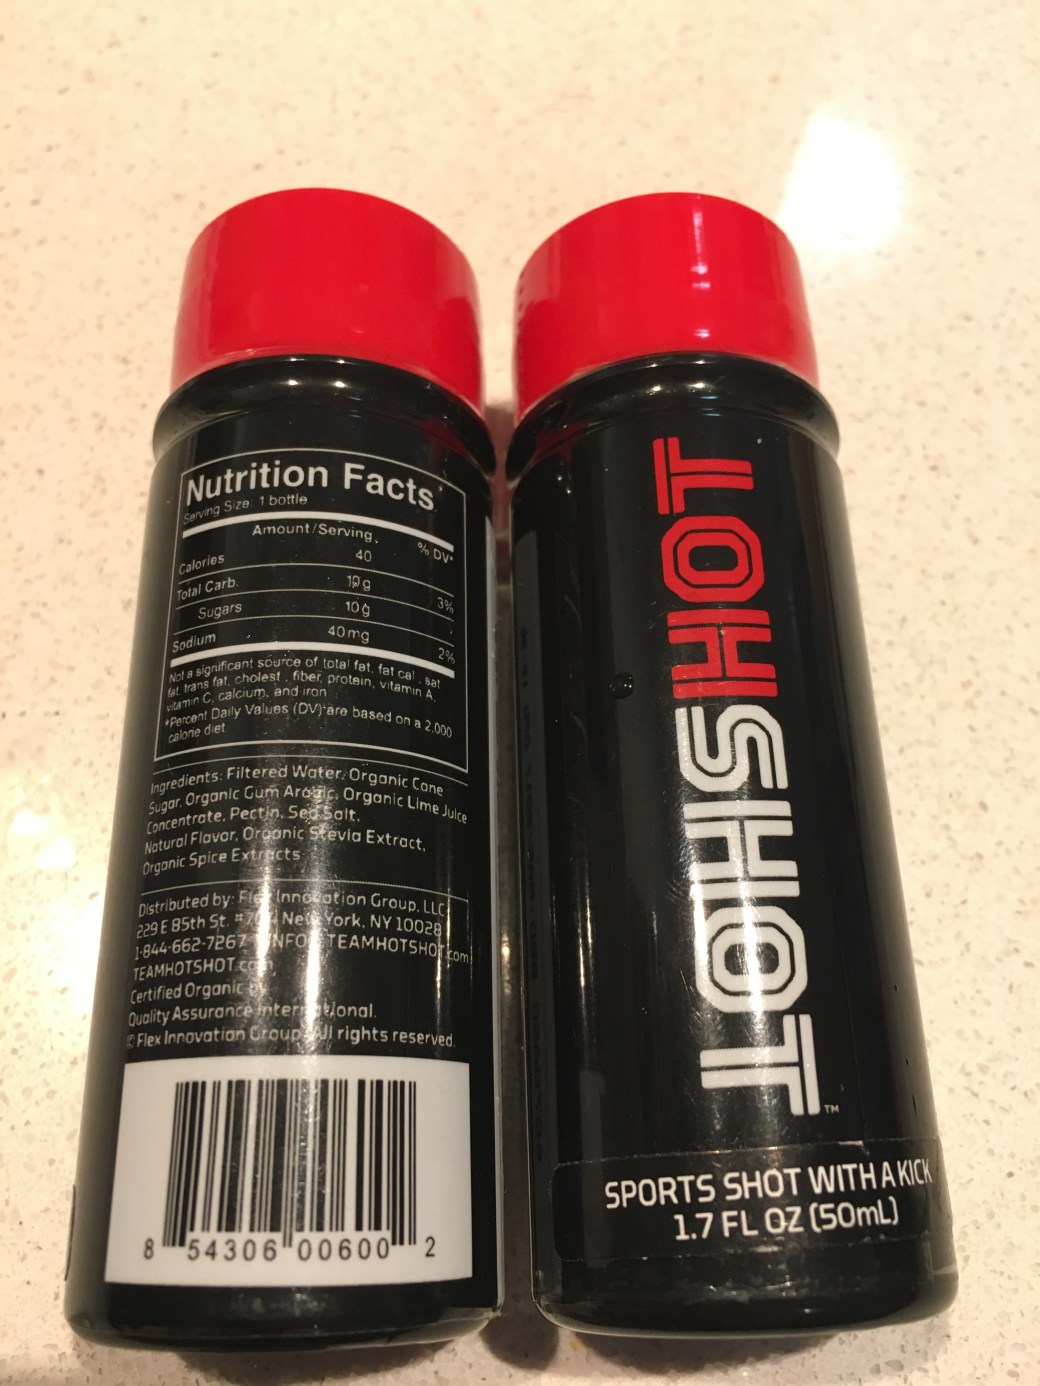 Nutrition Facts
Serving Size: 1 bottle
Amount/Serving % DV*
Calories 40
Total Carb. 10g 3%
Sugars 10g
Sodium 40mg 2%
Not a significant source of total fat, fat cal., sat
fat, trans fat, cholest., fiber, protein, vitamin A,
vitamin C, calcium, and iron
*Percent Daily Values (DV) are based on a 2,000
calorie diet
Ingredients: Filtered Water, Organic Cane
Sugar, Organic Gum Arabic, Organic Lime Juice
Concentrate, Pectin, Sea Salt,
Natural Flavor, Organic Stevia Extract,
Organic Spice Extracts
Distributed by: Flex Innovation Group, LLC
229 E 85th St. New York, NY 10028
1-844-662-7267 INFO@TEAMHOTSHOT.com
TEAMHOTSHOT.com
Certified Organic by
Quality Assurance International.
© Flex Innovation Group. All rights reserved.
8 54306 00600 2
HOTSHOT™
SPORTS SHOT WITH A KICK
1.7 FL OZ (50mL)